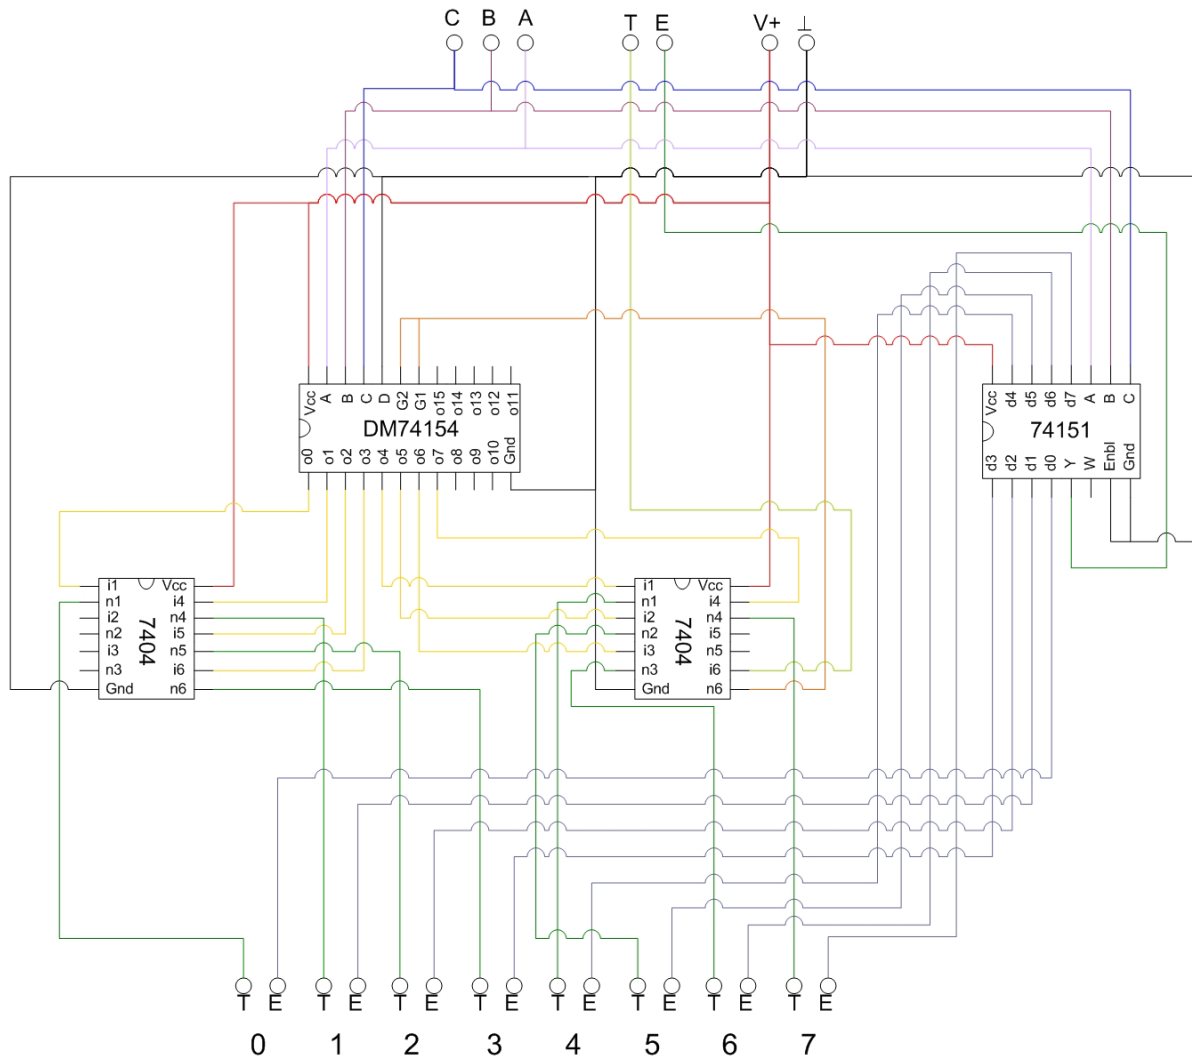 C B A T E V+ ⊥
Vcc A B C D G2 G1 o15 o14 o13 o12 o11
DM74154
o0 o1 o2 o3 o4 o5 o6 o7 o8 o9 o10 Gnd
Vcc d4 d5 d6 d7 A B C
74151
d3 d2 d1 d0 Y W Enbl Gnd
i1 Vcc
n1 i4
i2 n4
n2 i5
i3 n5
n3 i6
Gnd n6
7404
i1 Vcc
n1 i4
i2 n4
n2 i5
i3 n5
n3 i6
Gnd n6
7404
T E T E T E T E T E T E T E T E
0 1 2 3 4 5 6 7